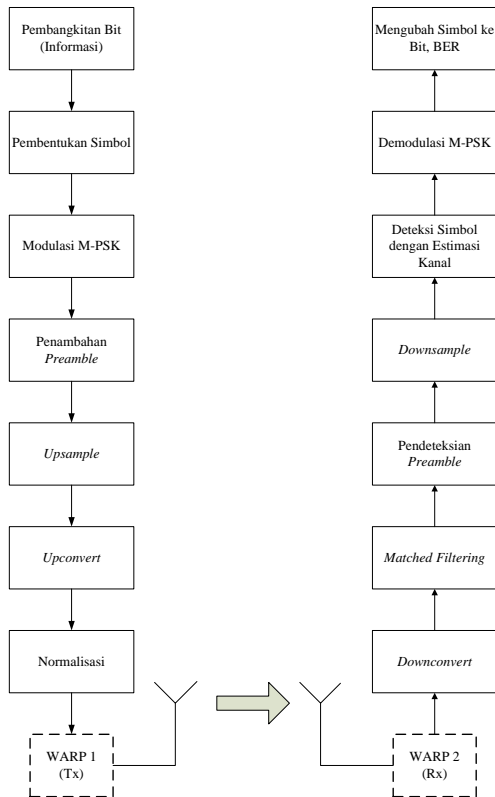 Pembangkitan Bit
(Informasi)
Pembentukan Simbol
Modulasi M-PSK
Penambahan
Preamble
Upsample
Upconvert
Normalisasi
WARP 1
(Tx)
Mengubah Simbol ke
Bit, BER
Demodulasi M-PSK
Deteksi Simbol
dengan Estimasi
Kanal
Downsample
Pendeteksian
Preamble
Matched Filtering
Downconvert
WARP 2
(Rx)